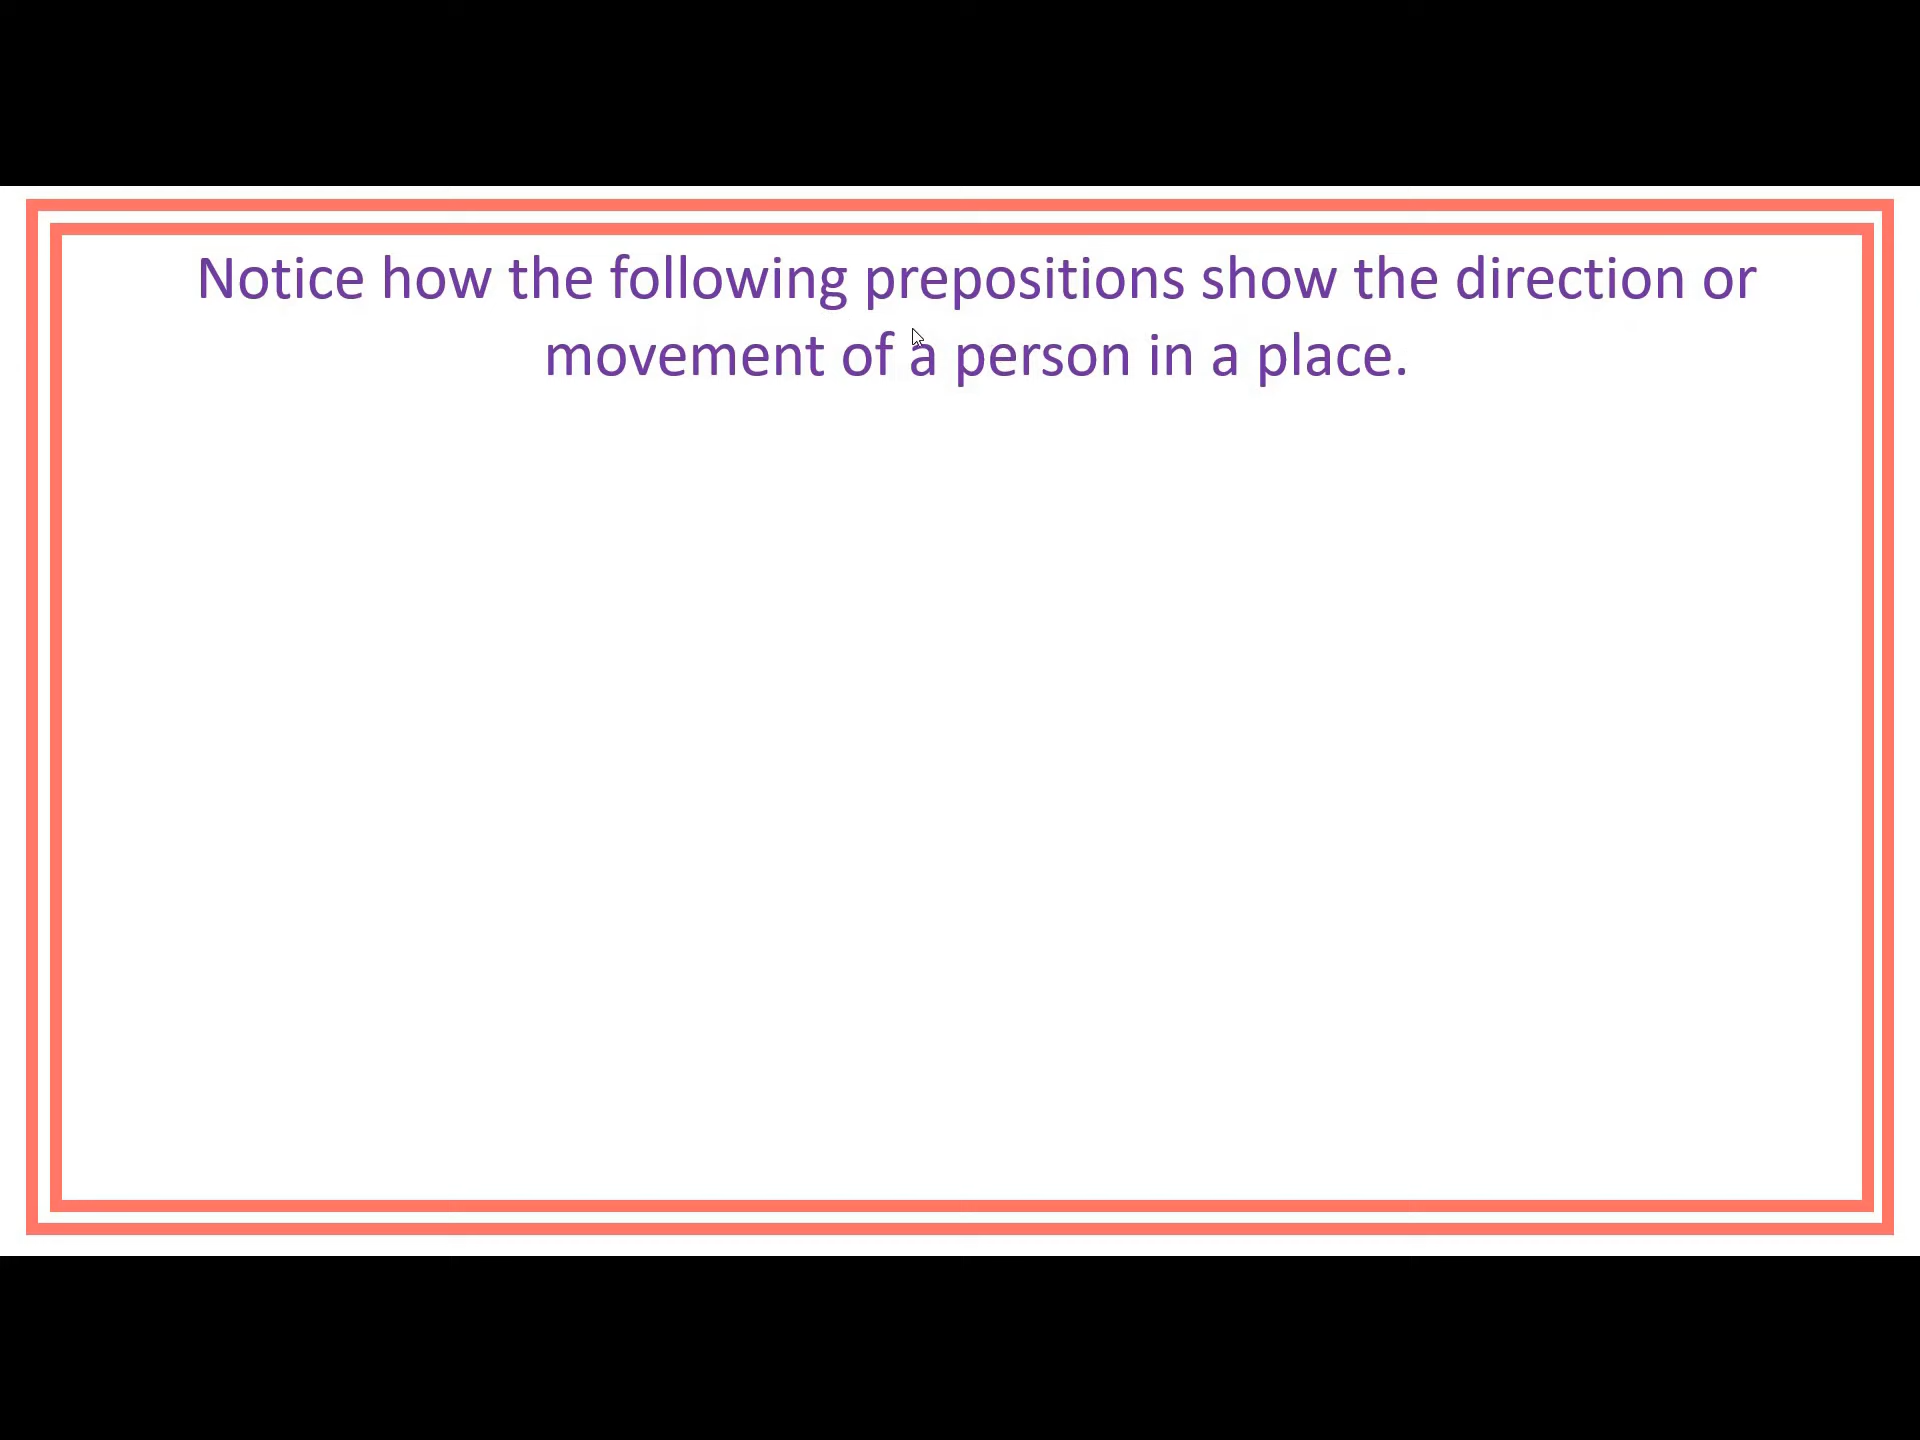 Notice how the following prepositions show the direction or
movement of a person in a place.